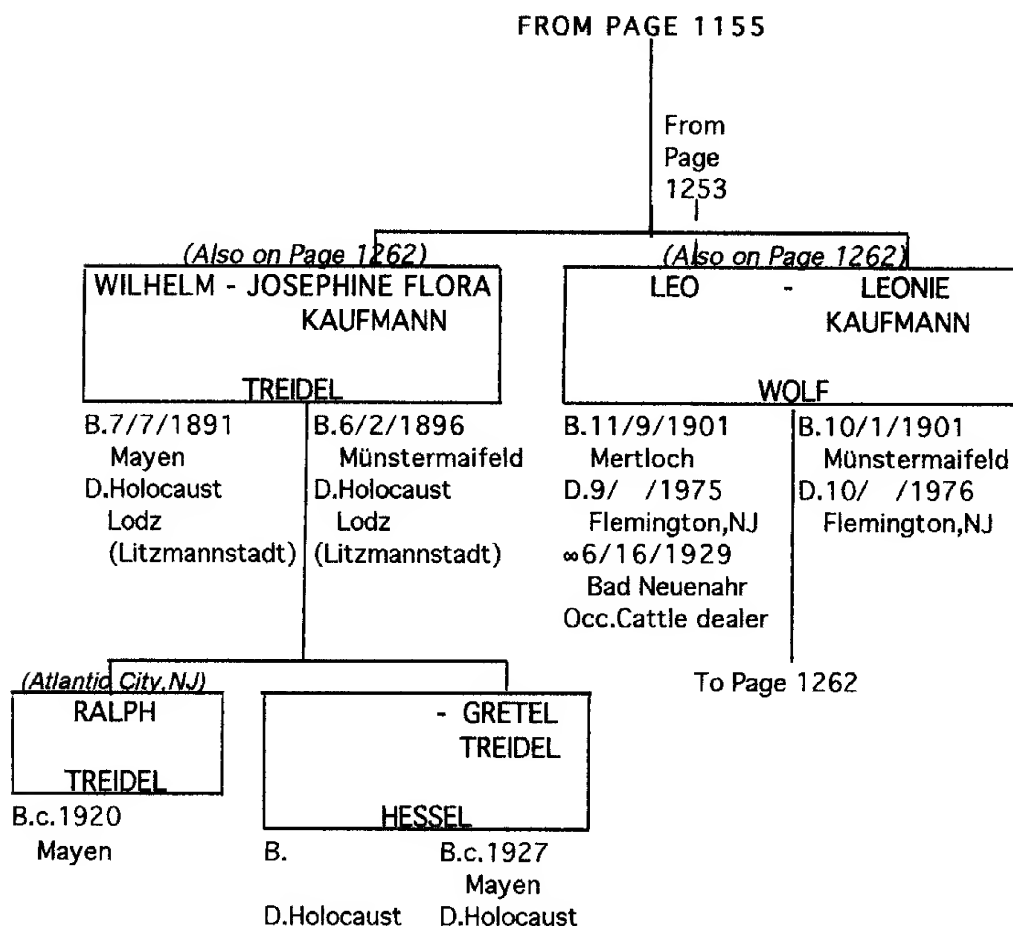 FROM PAGE 1155
From
Page
1253
(Also on Page 1262)
WILHELM - JOSEPHINE FLORA
KAUFMANN
TREIDEL
B.7/7/1891
Mayen
D.Holocaust
Lodz
(Litzmannstadt)
B.6/2/1896
Münstermaifeld
D.Holocaust
Lodz
(Litzmannstadt)
(Also on Page 1262)
LEO - LEONIE
KAUFMANN
WOLF
B.11/9/1901
Mertloch
D.9/ /1975
Flemington,NJ
∞6/16/1929
Bad Neuenahr
Occ.Cattle dealer
B.10/1/1901
Münstermaifeld
D.10/ /1976
Flemington,NJ
To Page 1262
(Atlantic City,NJ)
RALPH
TREIDEL
B.c.1920
Mayen
- GRETEL
TREIDEL
HESSEL
B.
D.Holocaust
B.c.1927
Mayen
D.Holocaust